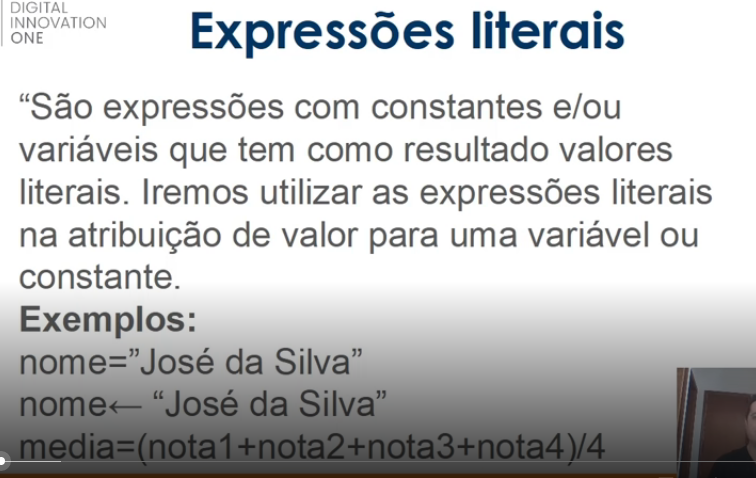 DIGITAL
INNOVATION
ONE
Expressões literais
“São expressões com constantes e/ou
variáveis que tem como resultado valores
literais. Iremos utilizar as expressões literais
na atribuição de valor para uma variável ou
constante.
Exemplos:
nome=”José da Silva”
nome← “José da Silva”
media=(nota1+nota2+nota3+nota4)/4